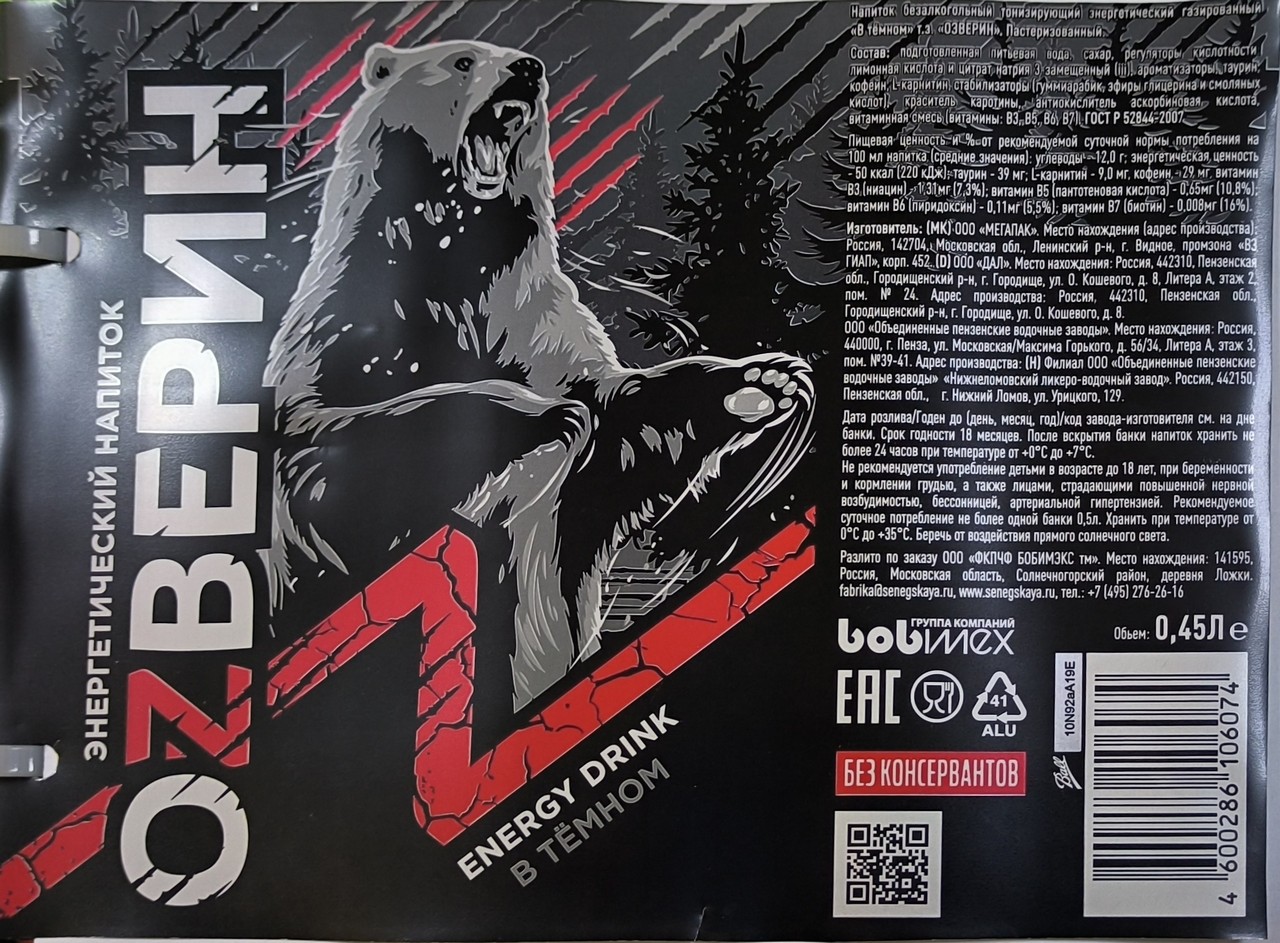 ЭНЕРГЕТИЧЕСКИЙ НАПИТОК
OZВЕРИН
ENERGY DRINK
В ТЁМНОМ
Напиток безалкогольный тонизирующий энергетический газированный
«В тёмном» т.з. «ОЗВЕРИН». Пастеризованный.
Состав: подготовленная питьевая вода, сахар, регуляторы кислотности
(лимонная кислота и цитрат натрия 3-замещенный (iii)), ароматизаторы, таурин,
кофеин, L-карнитин, стабилизаторы (гуммиарабик, эфиры глицерина и смоляных
кислот), краситель каротины, антиокислитель аскорбиновая кислота,
витаминная смесь (витамины: B3, B5, B6, B7). ГОСТ Р 52844-2007.
Пищевая ценность и % от рекомендуемой суточной нормы потребления на
100 мл напитка (средние значения): углеводы - 12,0 г; энергетическая ценность
- 50 ккал (220 кДж); таурин - 39 мг; L-карнитин - 9,0 мг, кофеин - 29 мг, витамин
B3 (ниацин) - 1,31мг (7,3%); витамин B5 (пантотеновая кислота) - 0,65мг (10,8%);
витамин B6 (пиридоксин) - 0,11мг (5,5%); витамин B7 (биотин) - 0,008мг (16%).
Изготовитель: (МК) ООО «МЕГАПАК». Место нахождения (адрес производства):
Россия, 142704, Московская обл., Ленинский р-н, г. Видное, промзона «ВЗ
ГИАП», корп. 452. (D) ООО «ДАЛ». Место нахождения: Россия, 442310, Пензенская
обл., Городищенский р-н, г. Городище, ул. О. Кошевого, д. 8, Литера А, этаж 2,
пом. № 24. Адрес производства: Россия, 442310, Пензенская обл.,
Городищенский р-н, г. Городище, ул. О. Кошевого, д. 8.
ООО «Объединенные пензенские водочные заводы». Место нахождения: Россия,
440000, г. Пенза, ул. Московская/Максима Горького, д. 56/34, Литера А, этаж 3,
пом. №39-41. Адрес производства: (Н) Филиал ООО «Объединенные пензенские
водочные заводы» «Нижнеломовский ликеро-водочный завод». Россия, 442150,
Пензенская обл., г. Нижний Ломов, ул. Урицкого, 129.
Дата розлива/Годен до (день, месяц, год)/код завода-изготовителя см. на дне
банки. Срок годности 18 месяцев. После вскрытия банки напиток хранить не
более 24 часов при температуре от +0°С до +7°С.
Не рекомендуется употребление детьми в возрасте до 18 лет, при беременности
и кормлении грудью, а также лицами, страдающими повышенной нервной
возбудимостью, бессонницей, артериальной гипертензией. Рекомендуемое
суточное потребление не более одной банки 0,5л. Хранить при температуре от
0°С до +35°С. Беречь от воздействия прямого солнечного света.
Разлито по заказу ООО «ФКПЧФ БОБИМЭКС тм». Место нахождения: 141595,
Россия, Московская область, Солнечногорский район, деревня Ложки.
fabrika@senegskaya.ru, www.senegskaya.ru, тел.: +7 (495) 276-26-16
ГРУППА КОМПАНИЙ
bobimex
Обьем: 0,45Л e
EAC
41
ALU
БЕЗ КОНСЕРВАНТОВ
10N92aA19E
Ball
4 600286 106074